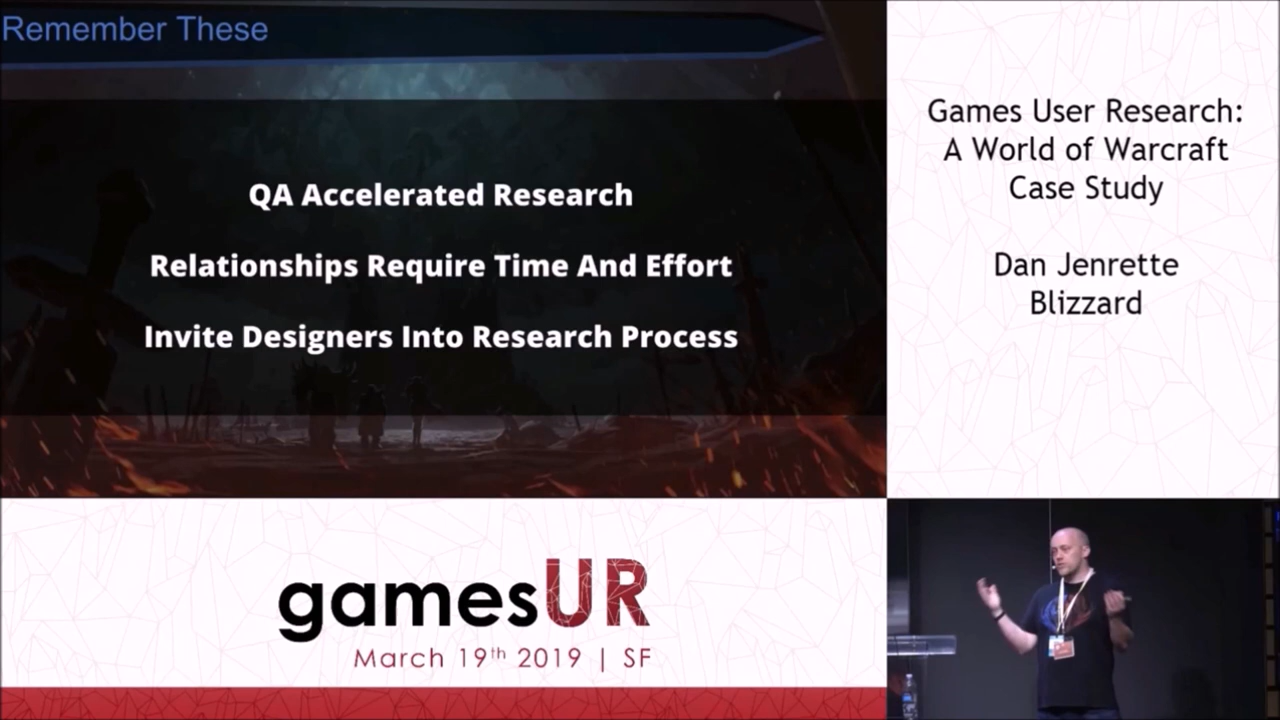 Remember These
QA Accelerated Research
Relationships Require Time And Effort
Invite Designers Into Research Process
Games User Research:
A World of Warcraft
Case Study
Dan Jenrette
Blizzard
gamesUR
March 19th 2019 | SF